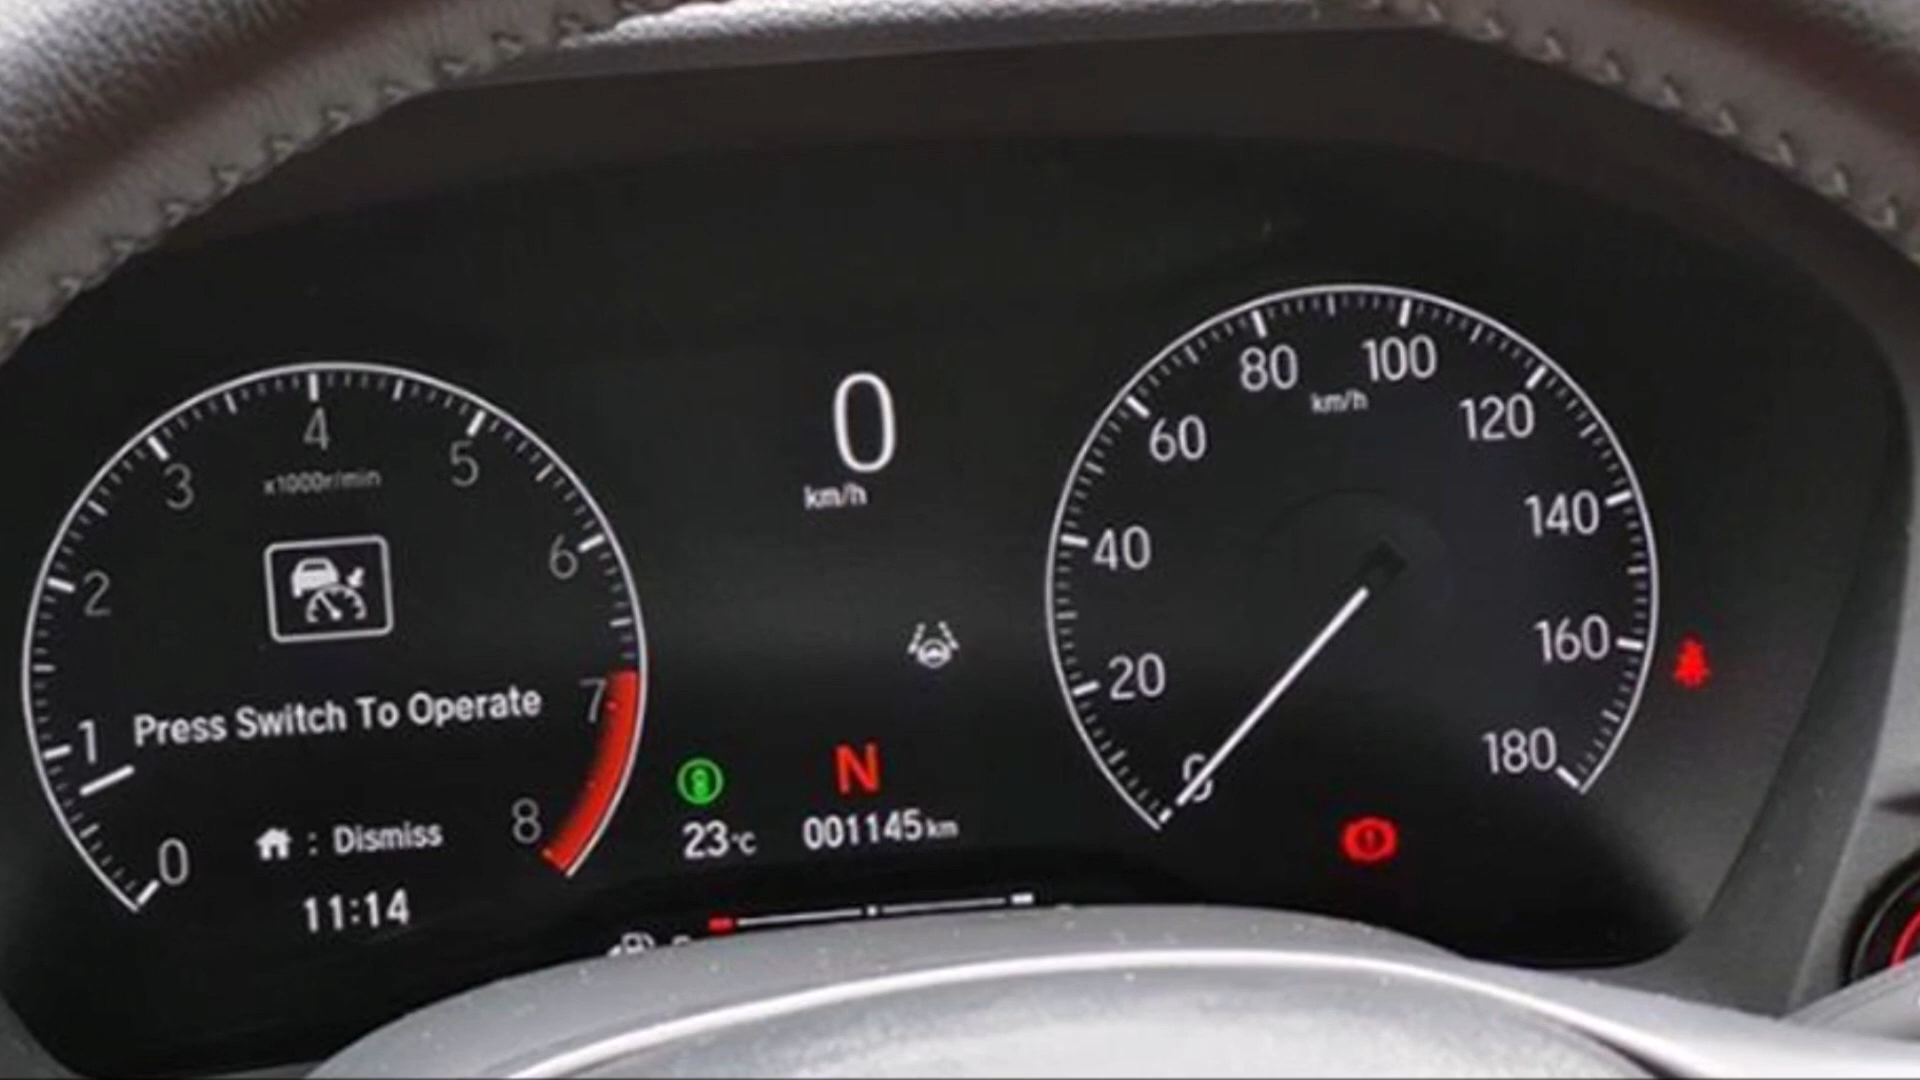 0
1
2
3
4
5
6
7
8
x1000r/min
Press Switch To Operate
: Dismiss
11:14
0
km/h
N
23°C
001145 km
0
20
40
60
80
100
120
140
160
180
km/h